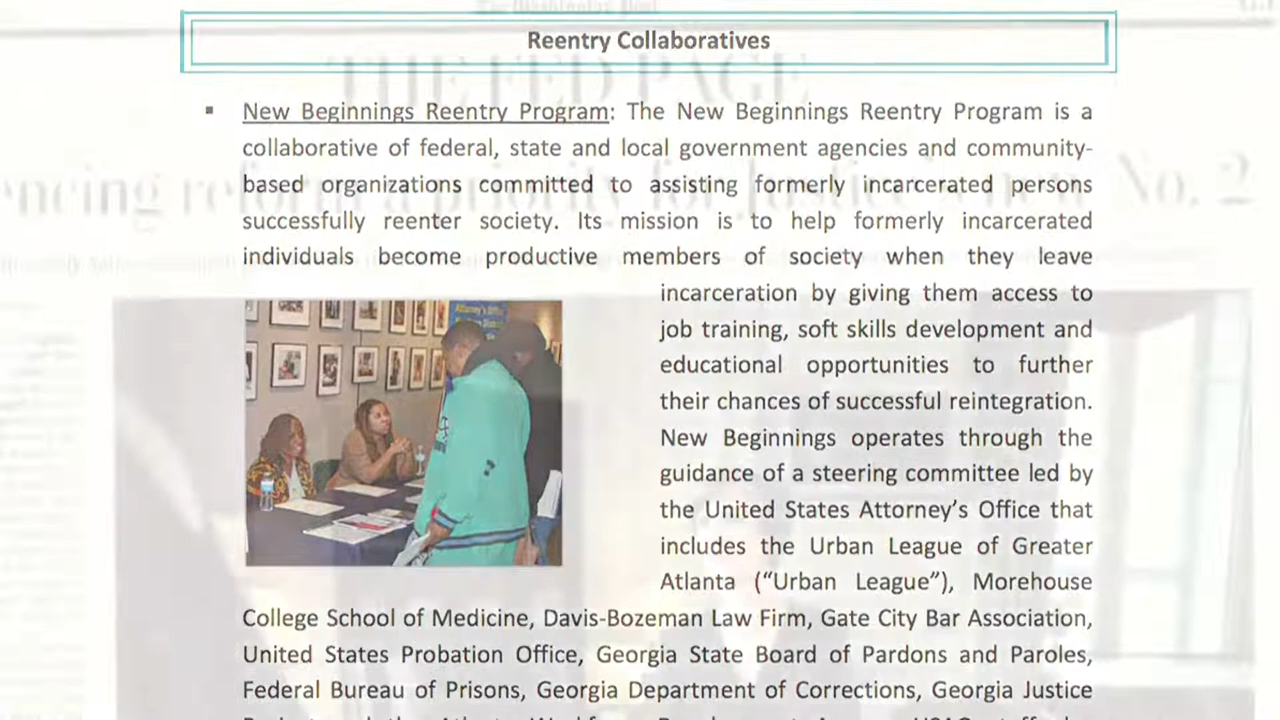 The Washington Post
THE FED PAGE
Reentry Collaboratives
▪ New Beginnings Reentry Program: The New Beginnings Reentry Program is a
collaborative of federal, state and local government agencies and community-
based organizations committed to assisting formerly incarcerated persons
successfully reenter society. Its mission is to help formerly incarcerated
individuals become productive members of society when they leave
incarceration by giving them access to
job training, soft skills development and
educational opportunities to further
their chances of successful reintegration.
New Beginnings operates through the
guidance of a steering committee led by
the United States Attorney’s Office that
includes the Urban League of Greater
Atlanta (“Urban League”), Morehouse
College School of Medicine, Davis-Bozeman Law Firm, Gate City Bar Association,
United States Probation Office, Georgia State Board of Pardons and Paroles,
Federal Bureau of Prisons, Georgia Department of Corrections, Georgia Justice